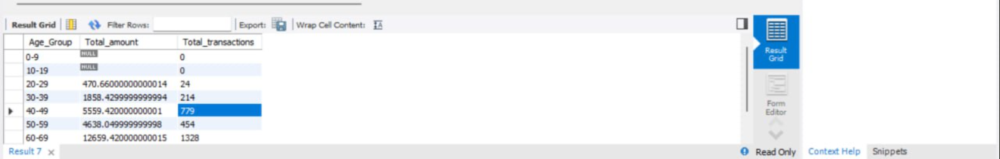 Result Grid Filter Rows: Export: Wrap Cell Content: IA
Age_Group Total_amount Total_transactions
0-9 NULL 0
10-19 NULL 0
20-29 470.66000000000014 24
30-39 1858.4299999999994 214
40-49 5559.420000000001 779
50-59 4638.049999999998 454
60-69 12659.420000000015 1328
Result
Grid
Form
Editor
Result 7 × Read Only Context Help Snippets